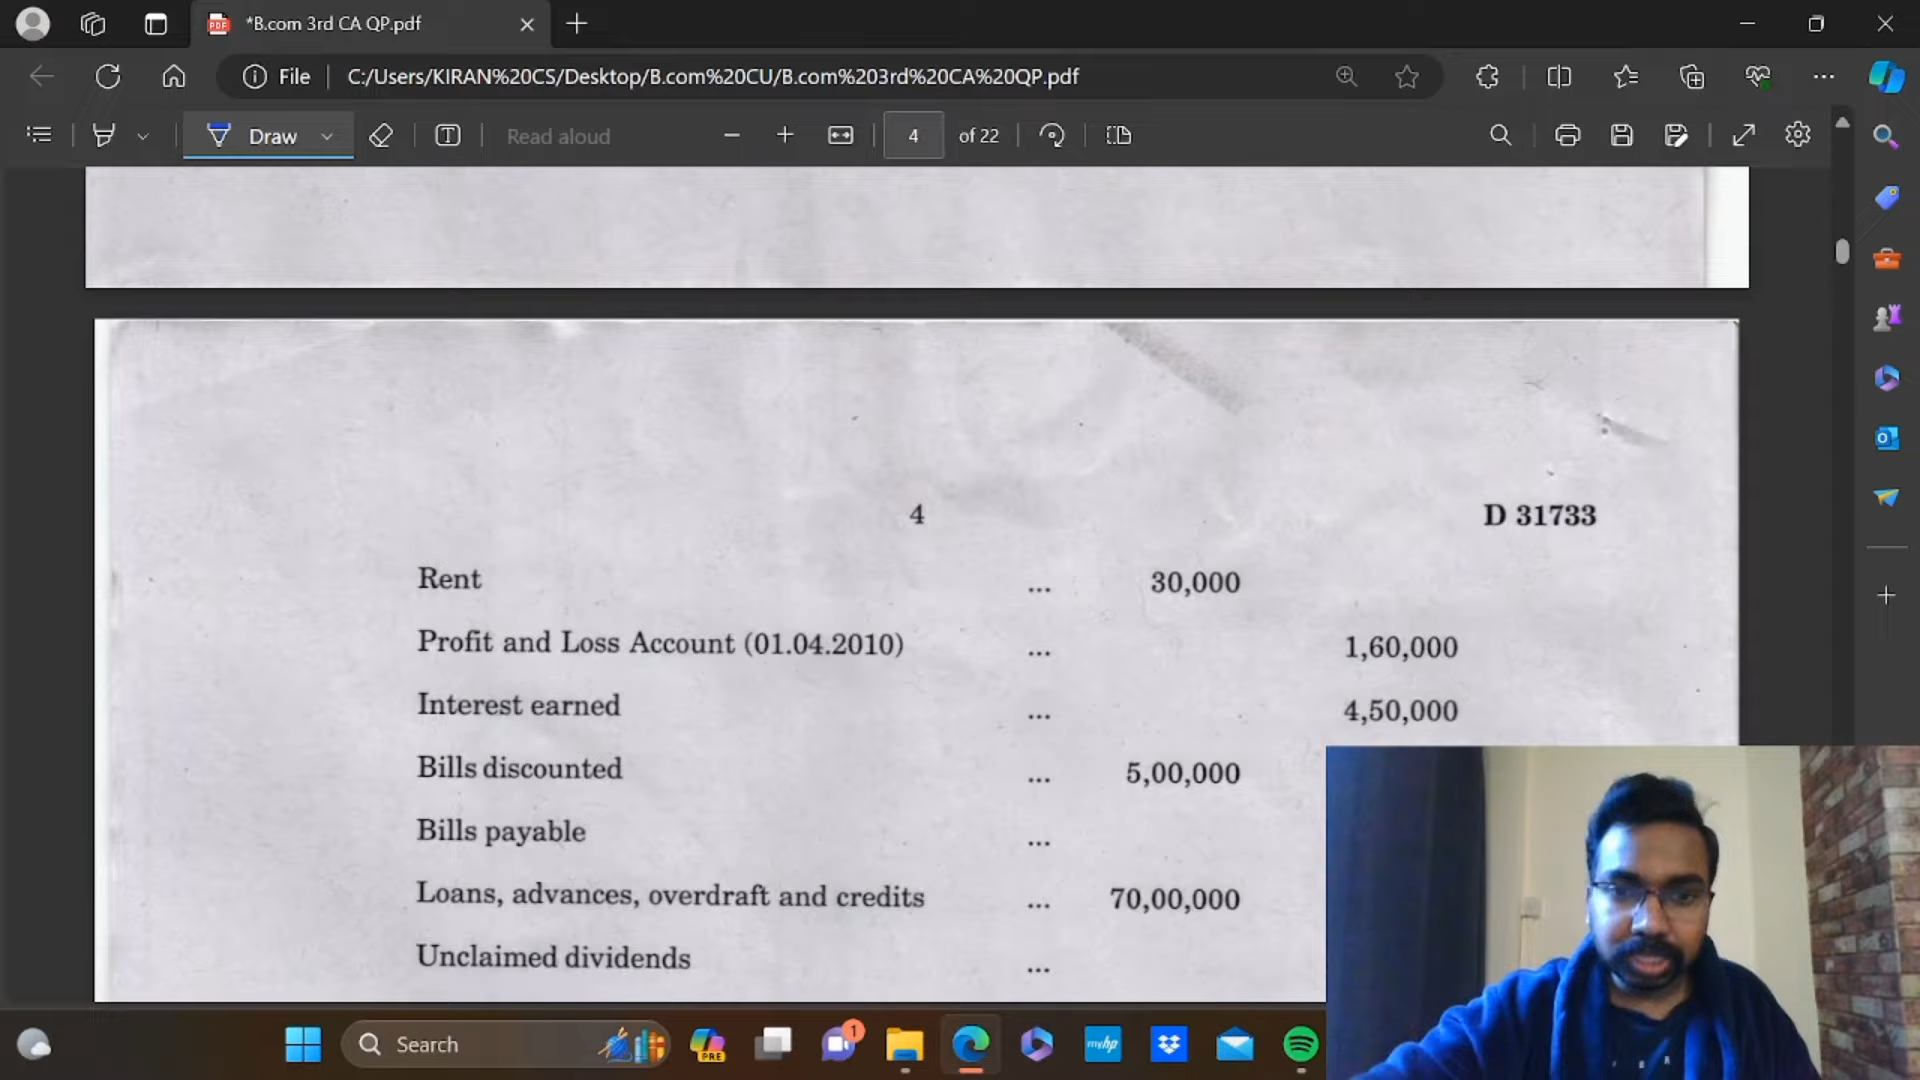 *B.com 3rd CA QP.pdf
File
C:/Users/KIRAN%20CS/Desktop/B.com%20CU/B.com%203rd%20CA%20QP.pdf
Draw
Read aloud
4 of 22
4 D 31733
Rent ... 30,000
Profit and Loss Account (01.04.2010) ... 1,60,000
Interest earned ... 4,50,000
Bills discounted ... 5,00,000
Bills payable ...
Loans, advances, overdraft and credits ... 70,00,000
Unclaimed dividends ...
Search
PRE
1
myhp